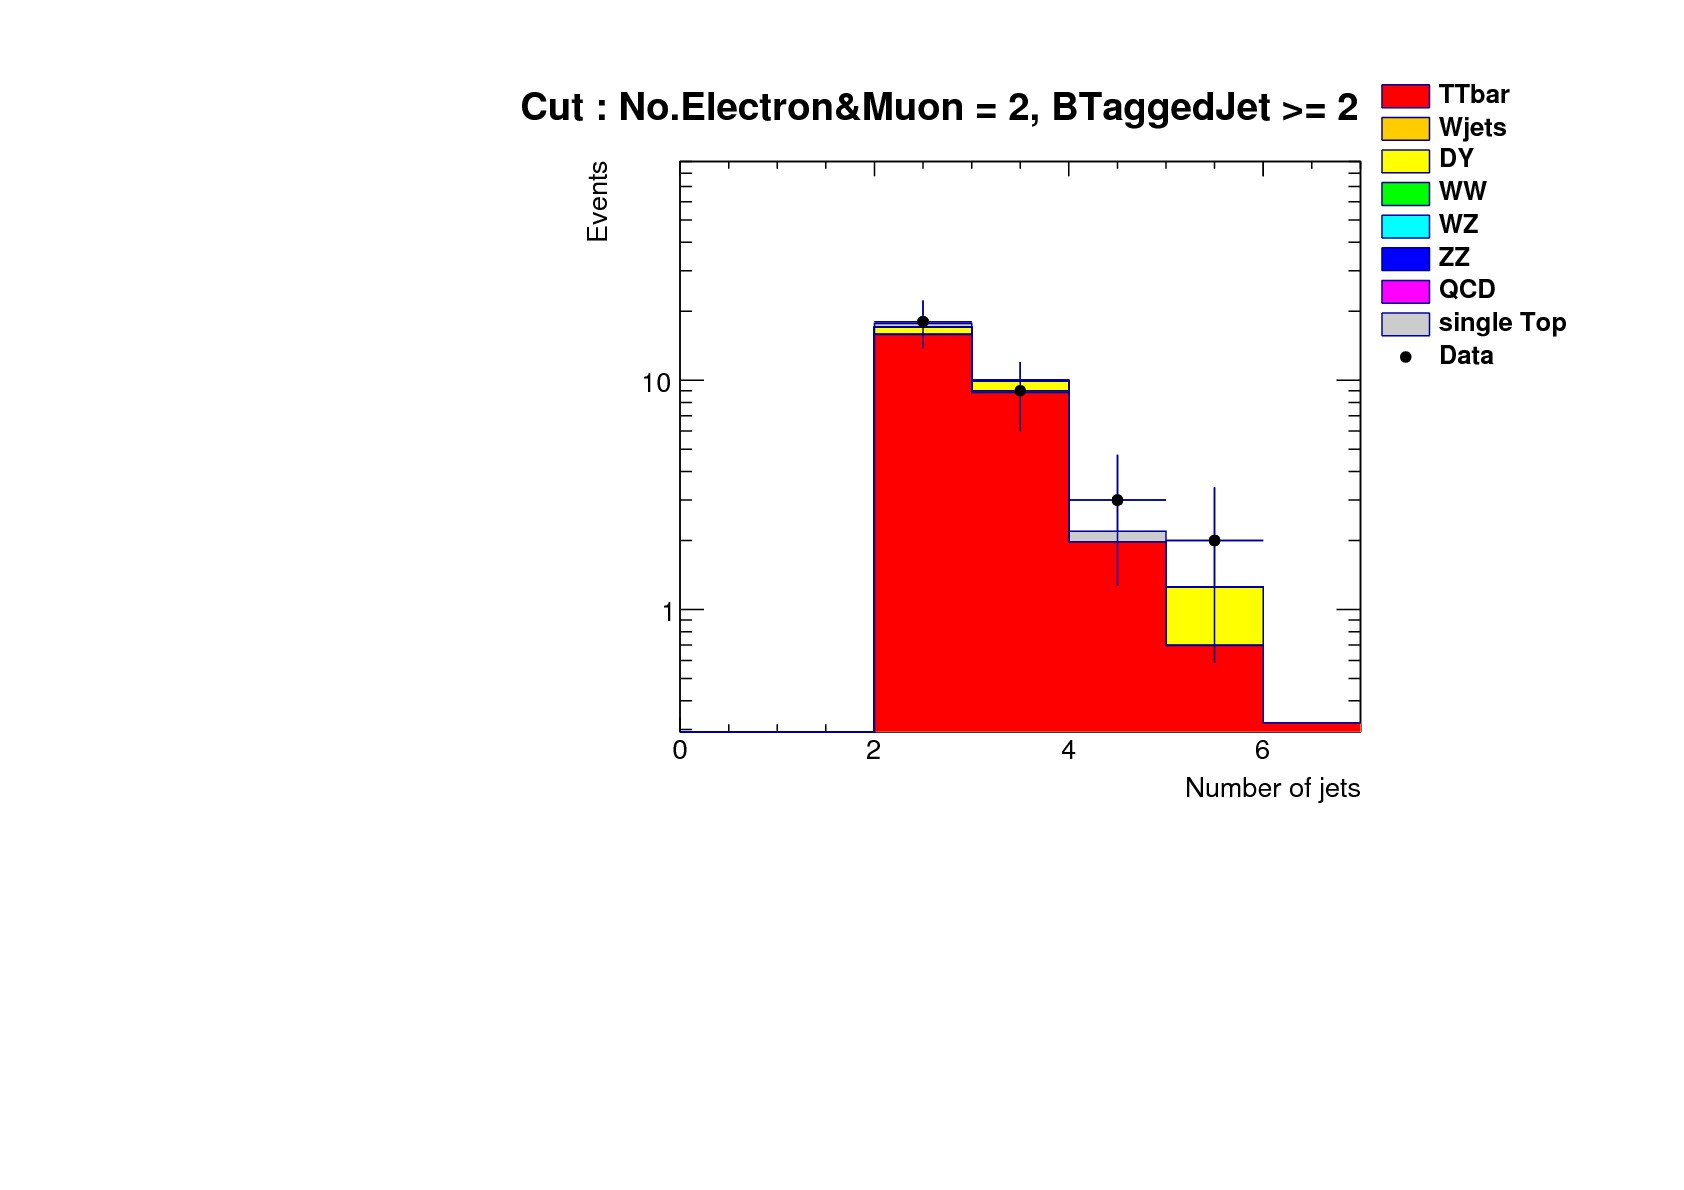 Cut : No.Electron&Muon = 2, BTaggedJet >= 2
TTbar
Wjets
DY
WW
WZ
ZZ
QCD
single Top
Data
Events
10
1
0 2 4 6
Number of jets